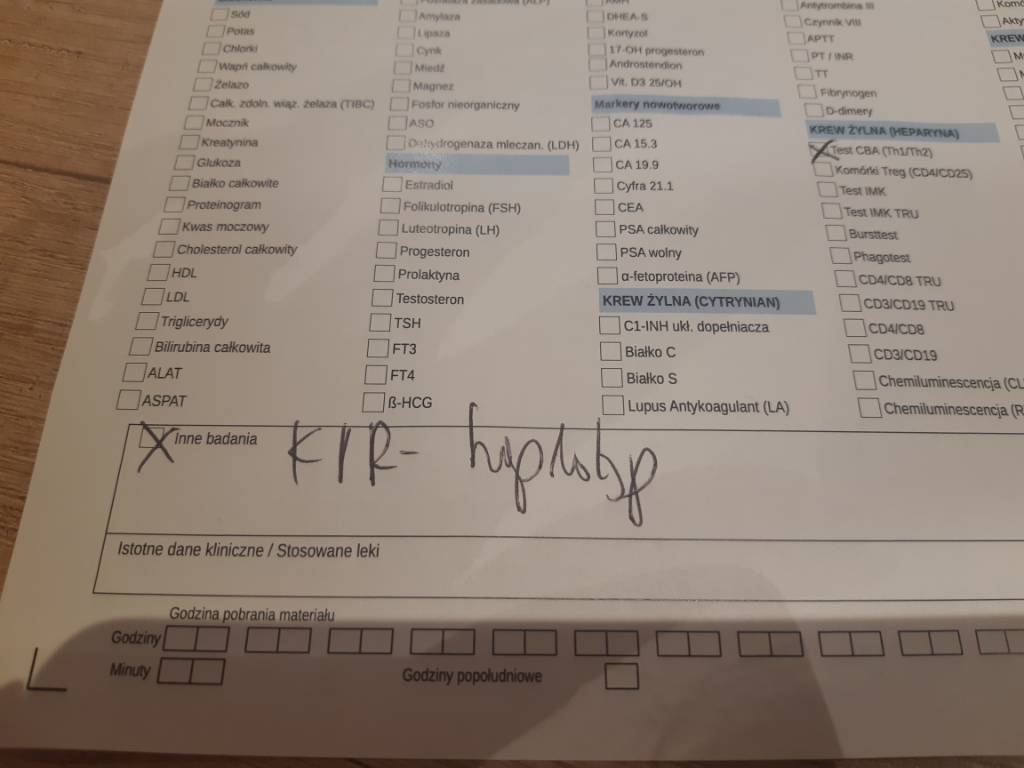 Sód
Potas
Chlorki
Wapń całkowity
Żelazo
Całk. zdoln. wiąz. żelaza (TIBC)
Mocznik
Kreatynina
Glukoza
Białko całkowite
Proteinogram
Kwas moczowy
Cholesterol całkowity
HDL
LDL
Triglicerydy
Bilirubina całkowita
ALAT
ASPAT
Amylaza
Lipaza
Cynk
Miedź
Magnez
Fosfor nieorganiczny
ASO
Dehydrogenaza mleczan. (LDH)
Hormony
Estradiol
Folikulotropina (FSH)
Luteotropina (LH)
Progesteron
Prolaktyna
Testosteron
TSH
FT3
FT4
ß-HCG
DHEA-S
Kortyzol
17-OH progesteron
Androstendion
Vit. D3 25/OH
Markery nowotworowe
CA 125
CA 15.3
CA 19.9
Cyfra 21.1
CEA
PSA całkowity
PSA wolny
α-fetoproteina (AFP)
KREW ŻYLNA (CYTRYNIAN)
C1-INH ukł. dopełniacza
Białko C
Białko S
Lupus Antykoagulant (LA)
Antytrombina III
Czynnik VIII
APTT
PT / INR
TT
Fibrynogen
D-dimery
KREW ŻYLNA (HEPARYNA)
Test CBA (Th1/Th2)
Komórki Treg (CD4/CD25)
Test IMK
Test IMK TRU
Bursttest
Phagotest
CD4/CD8 TRU
CD3/CD19 TRU
CD4/CD8
CD3/CD19
Chemiluminescencja
Chemiluminescencja
KREW
Inne badania KIR-
Istotne dane kliniczne / Stosowane leki
Godzina pobrania materiału
Godziny
Minuty Godziny popołudniowe